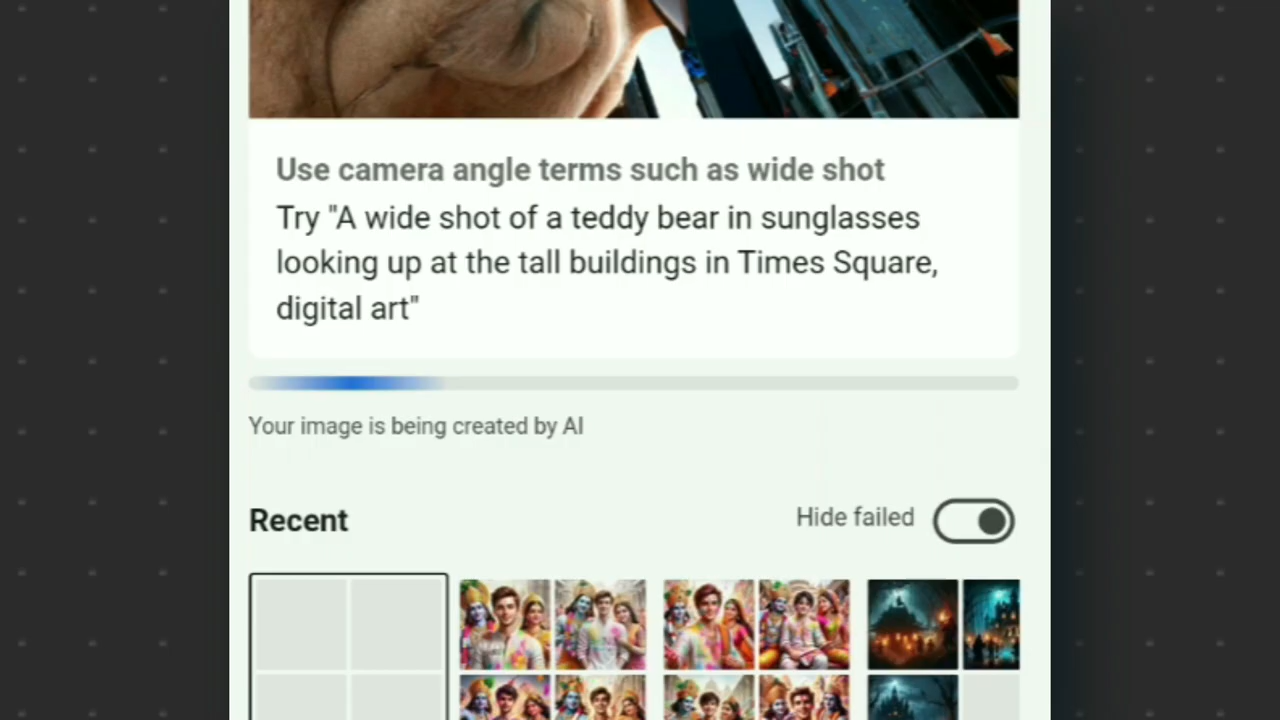 Use camera angle terms such as wide shot
Try "A wide shot of a teddy bear in sunglasses
looking up at the tall buildings in Times Square,
digital art"
Your image is being created by AI
Recent
Hide failed